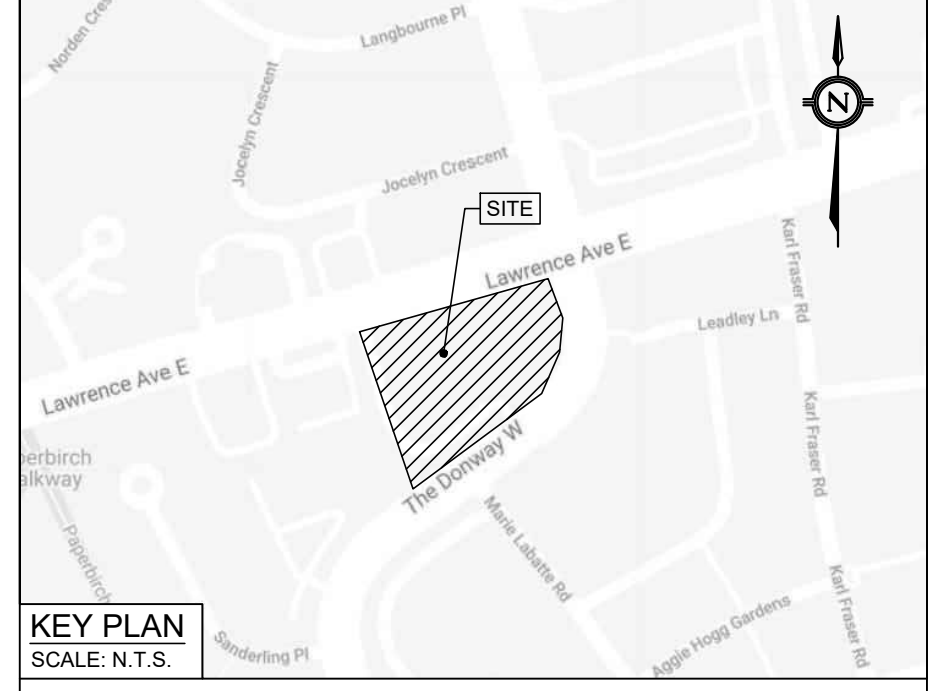 Norden Cres
Langbourne Pl
Jocelyn Crescent
Jocelyn Crescent
N
SITE
Lawrence Ave E
Karl Fraser Rd
Leadley Ln
Lawrence Ave E
Karl Fraser Rd
erbirch
alkway
The Donway W
Marie Labatte Rd
Paperbirch
Karl Fraser Rd
Aggie Hogg Gardens
Sanderling Pl
KEY PLAN
SCALE: N.T.S.